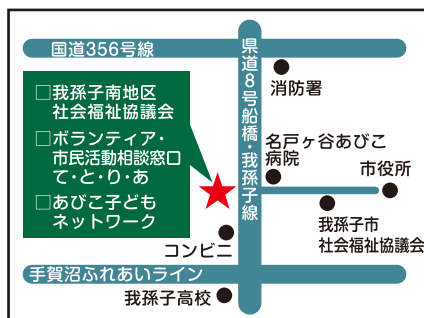 国道356号線
県道8号船橋・我孫子線
消防署
□我孫子南地区
社会福祉協議会
□ボランティア・
市民活動相談窓口
て・と・り・あ
□あびこ子ども
ネットワーク
名戸ヶ谷あびこ
病院
市役所
我孫子市
社会福祉協議会
コンビニ
手賀沼ふれあいライン
我孫子高校